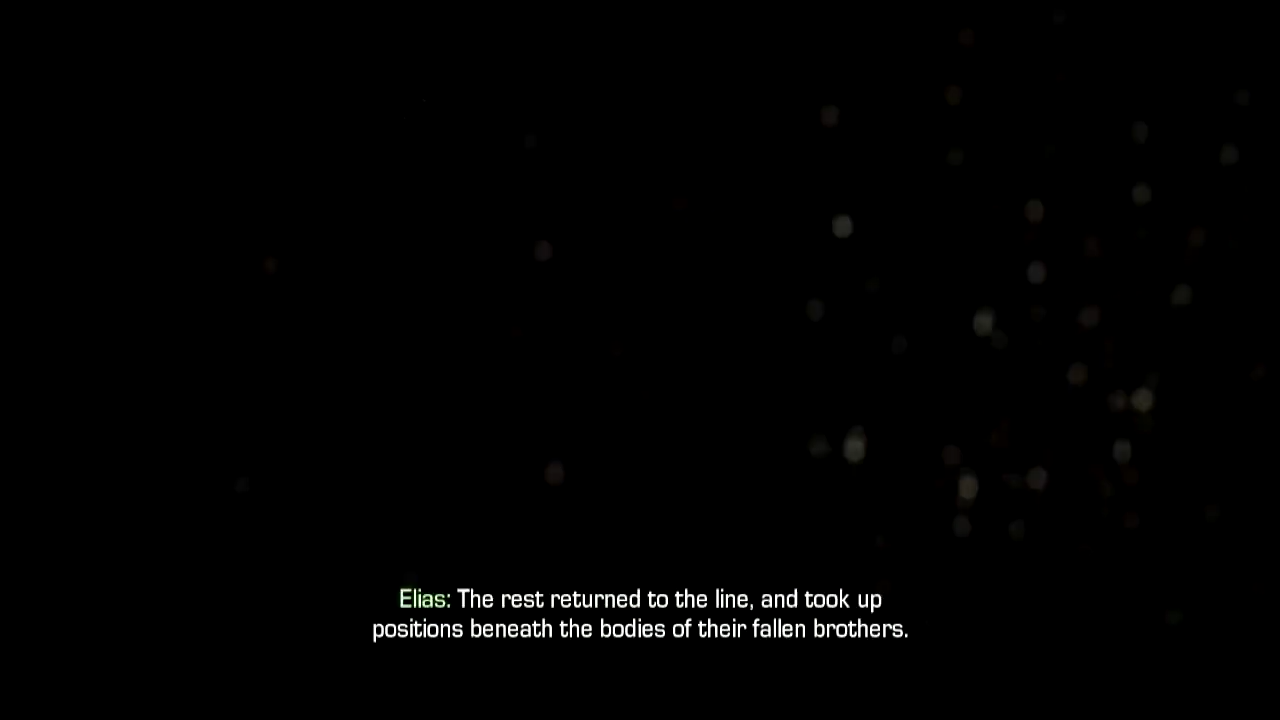 Elias: The rest returned to the line, and took up
positions beneath the bodies of their fallen brothers.